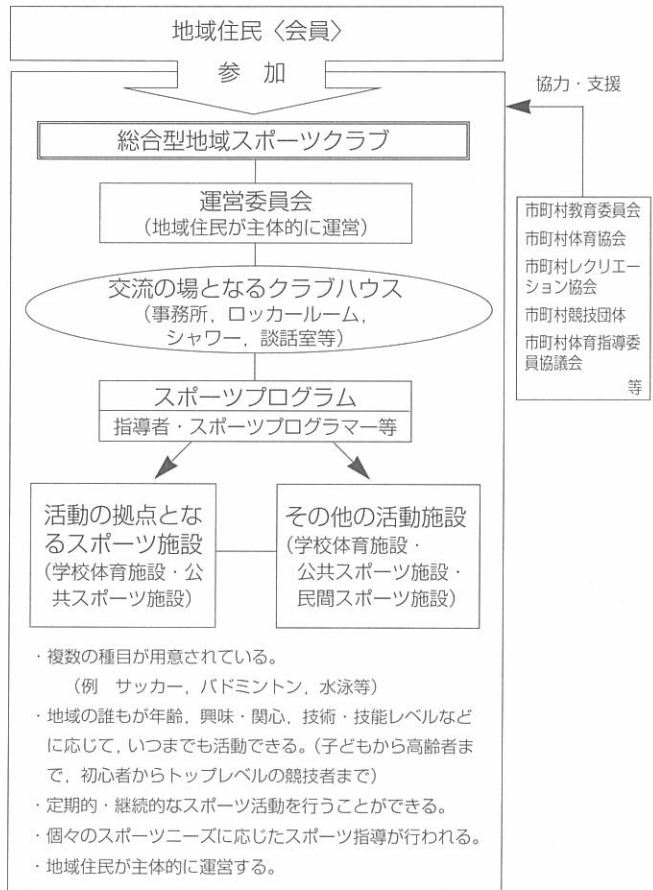 地域住民〈会員〉
参　加
協力・支援
総合型地域スポーツクラブ
運営委員会
(地域住民が主体的に運営)
市町村教育委員会
市町村体育協会
市町村レクリエー
ション協会
市町村競技団体
市町村体育指導委
員協議会
等
交流の場となるクラブハウス
(事務所，ロッカールーム，
シャワー，談話室等)
スポーツプログラム
指導者・スポーツプログラマー等
活動の拠点とな
るスポーツ施設
(学校体育施設・公
共スポーツ施設)
その他の活動施設
(学校体育施設・
公共スポーツ施設・
民間スポーツ施設)
・複数の種目が用意されている。
(例　サッカー，バドミントン，水泳等)
・地域の誰もが年齢，興味・関心，技術・技能レベルなど
に応じて，いつまでも活動できる。(子どもから高齢者ま
で，初心者からトップレベルの競技者まで)
・定期的・継続的なスポーツ活動を行うことができる。
・個々のスポーツニーズに応じたスポーツ指導が行われる。
・地域住民が主体的に運営する。